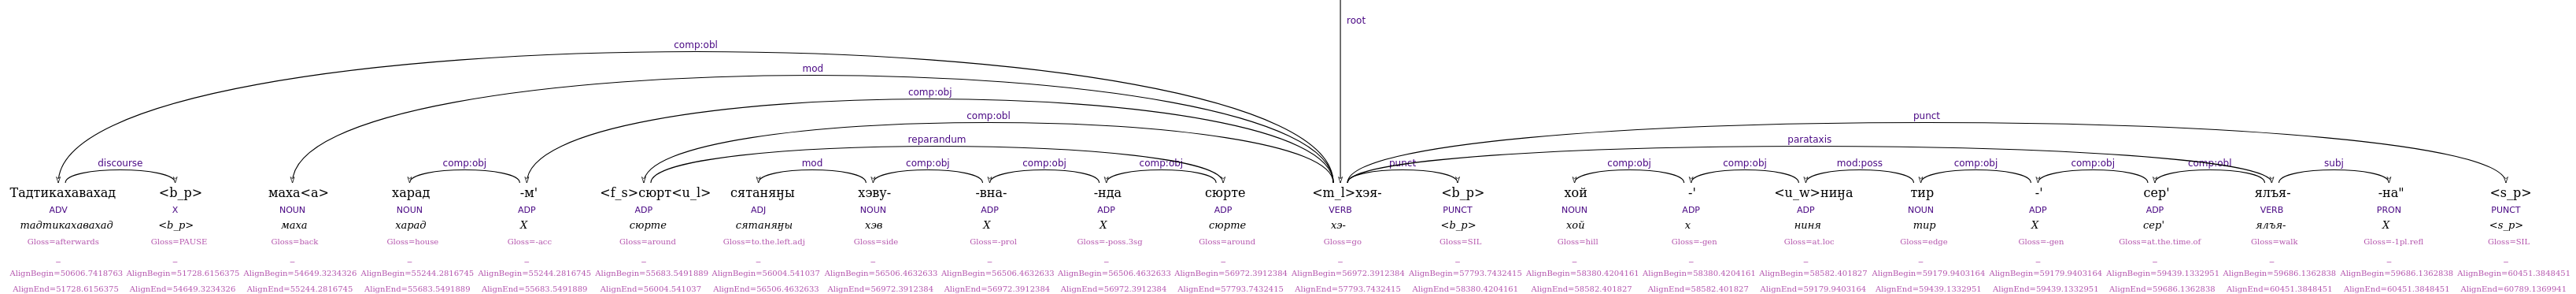 root
comp:obl
mod
comp:obj
comp:obl
punct
reparandum
parataxis
discourse comp:obj mod comp:obj comp:obj comp:obj punct comp:obj comp:obj mod:poss comp:obj comp:obj comp:obl subj
Тадтикахавахад <b_p> маха<a> харад -м' <f_s>сюрт<u_l> сятаняӈы хэву- -вна- -нда сюрте <m_l>хэя- <b_p> хой -' <u_w>ниӈа тир -' сер' ялъя- -на" <s_p>
ADV X NOUN NOUN ADP ADP ADJ NOUN ADP ADP ADP VERB PUNCT NOUN ADP ADP NOUN ADP ADP VERB PRON PUNCT
тадтикахавахад <b_p> маха харад X сюрте сятаняӈы хэв X X сюрте хэ- <b_p> хой х ниня тир X сер' ялъя- X <s_p>
Gloss=afterwards Gloss=PAUSE Gloss=back Gloss=house Gloss=-acc Gloss=around Gloss=to.the.left.adj Gloss=side Gloss=-prol Gloss=-poss.3sg Gloss=around Gloss=go Gloss=SIL Gloss=hill Gloss=-gen Gloss=at.loc Gloss=edge Gloss=-gen Gloss=at.the.time.of Gloss=walk Gloss=-1pl.refl Gloss=SIL
_ _ _ _ _ _ _ _ _ _ _ _ _ _ _ _ _ _ _ _ _ _
AlignBegin=50606.7418763 AlignBegin=51728.6156375 AlignBegin=54649.3234326 AlignBegin=55244.2816745 AlignBegin=55244.2816745 AlignBegin=55683.5491889 AlignBegin=56004.541037 AlignBegin=56506.4632633 AlignBegin=56506.4632633 AlignBegin=56506.4632633 AlignBegin=56972.3912384 AlignBegin=56972.3912384 AlignBegin=57793.7432415 AlignBegin=58380.4204161 AlignBegin=58380.4204161 AlignBegin=58582.401827 AlignBegin=59179.9403164 AlignBegin=59179.9403164 AlignBegin=59439.1332951 AlignBegin=59686.1362838 AlignBegin=59686.1362838 AlignBegin=60451.3848451
AlignEnd=51728.6156375 AlignEnd=54649.3234326 AlignEnd=55244.2816745 AlignEnd=55683.5491889 AlignEnd=55683.5491889 AlignEnd=56004.541037 AlignEnd=56506.4632633 AlignEnd=56972.3912384 AlignEnd=56972.3912384 AlignEnd=56972.3912384 AlignEnd=57793.7432415 AlignEnd=57793.7432415 AlignEnd=58380.4204161 AlignEnd=58582.401827 AlignEnd=58582.401827 AlignEnd=59179.9403164 AlignEnd=59439.1332951 AlignEnd=59439.1332951 AlignEnd=59686.1362838 AlignEnd=60451.3848451 AlignEnd=60451.3848451 AlignEnd=60789.1369941